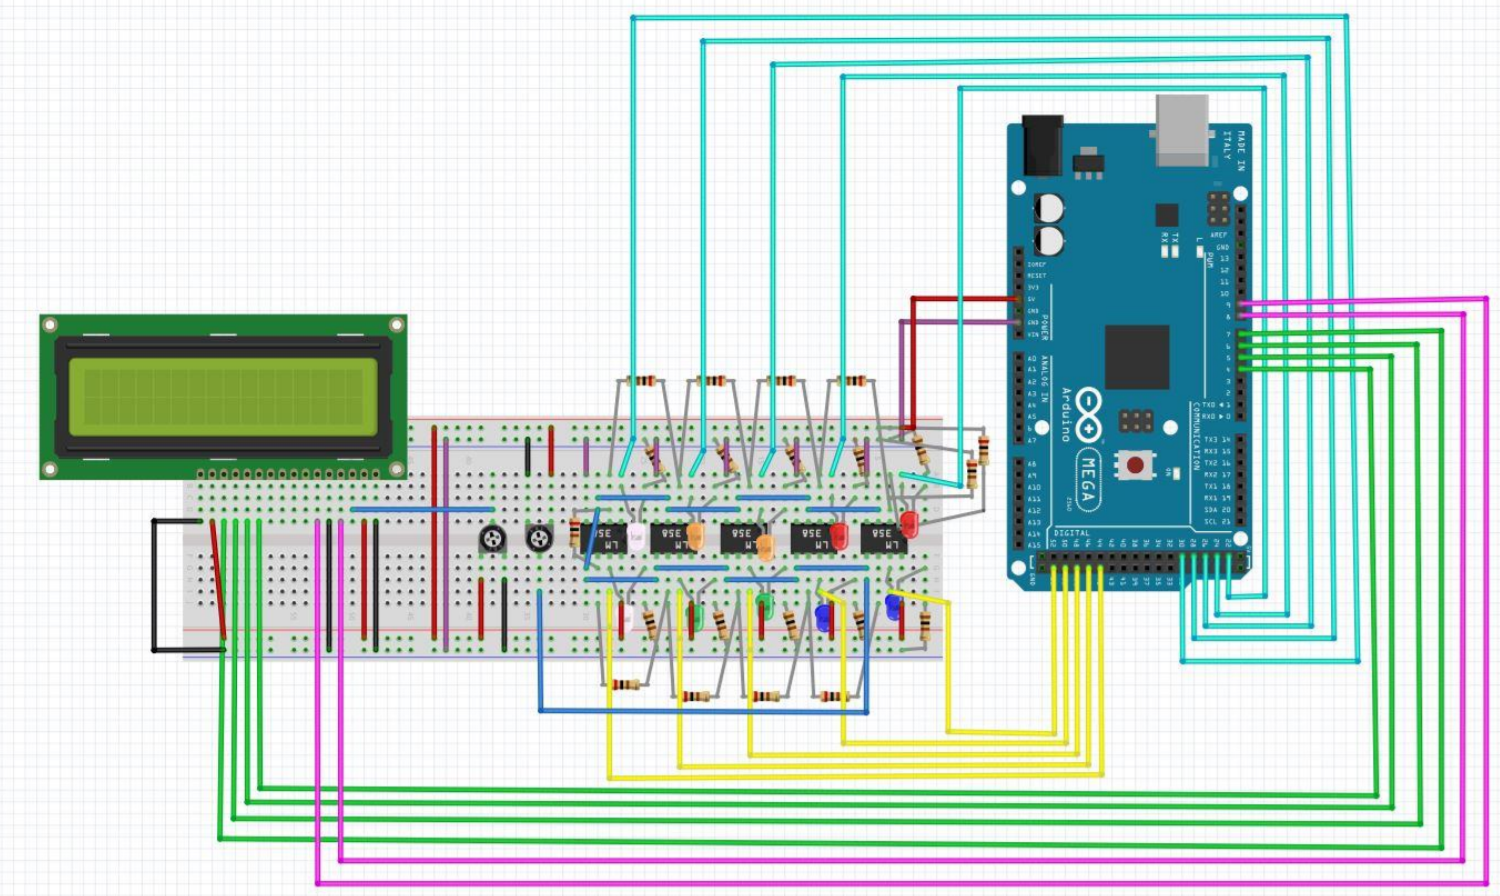 MADE IN
ITALY
RX
TX
L
AREF
GND
13
12
11
10
9
8
7
6
5
4
3
2
TX0 ◄ 1
RX0 ► 0
PWM
IOREF
RESET
3V3
5V
GND
GND
VIN
POWER
A0
A1
A2
A3
A4
A5
A6
A7
ANALOG IN
A8
A9
A10
A11
A12
A13
A14
A15
Arduino
MEGA
ON
COMMUNICATION
TX3 14
RX3 15
TX2 16
RX2 17
TX1 18
RX1 19
SDA 20
SCL 21
DIGITAL
GND
LM
358
LM
358
LM
358
LM
358
LM
358